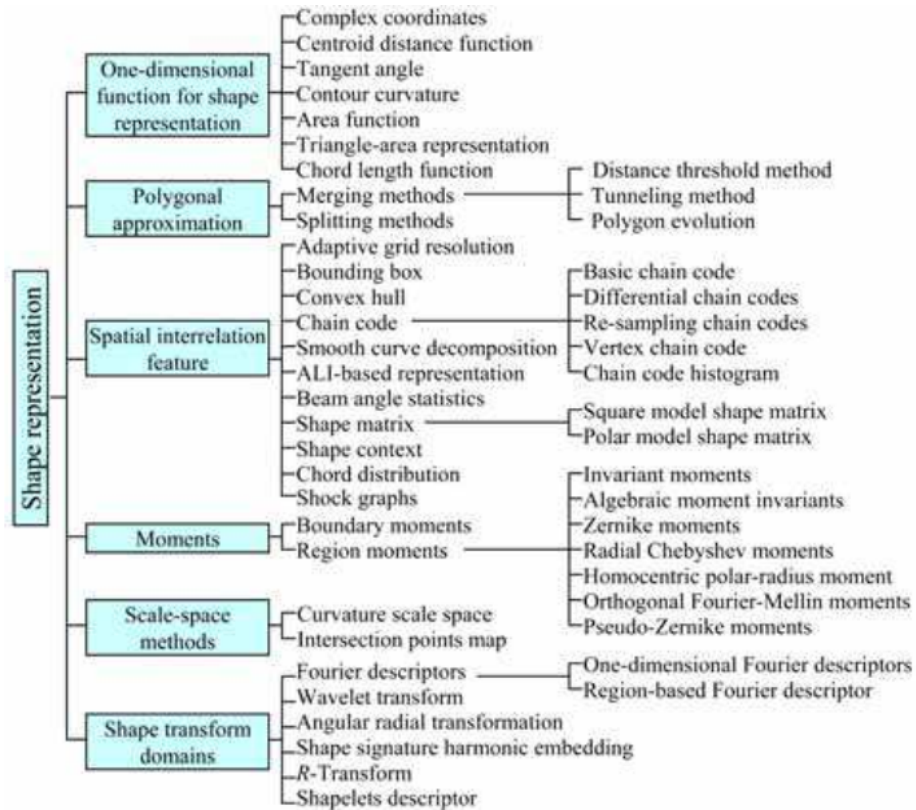 Shape representation
One-dimensional
function for shape
representation
Complex coordinates
Centroid distance function
Tangent angle
Contour curvature
Area function
Triangle-area representation
Chord length function
Polygonal
approximation
Merging methods
Distance threshold method
Tunneling method
Polygon evolution
Splitting methods
Spatial interrelation
feature
Adaptive grid resolution
Bounding box
Convex hull
Chain code
Basic chain code
Differential chain codes
Re-sampling chain codes
Vertex chain code
Chain code histogram
Smooth curve decomposition
ALI-based representation
Beam angle statistics
Shape matrix
Square model shape matrix
Polar model shape matrix
Shape context
Chord distribution
Shock graphs
Moments
Boundary moments
Region moments
Invariant moments
Algebraic moment invariants
Zernike moments
Radial Chebyshev moments
Homocentric polar-radius moment
Orthogonal Fourier-Mellin moments
Pseudo-Zernike moments
Scale-space
methods
Curvature scale space
Intersection points map
Shape transform
domains
Fourier descriptors
One-dimensional Fourier descriptors
Region-based Fourier descriptor
Wavelet transform
Angular radial transformation
Shape signature harmonic embedding
R-Transform
Shapelets descriptor